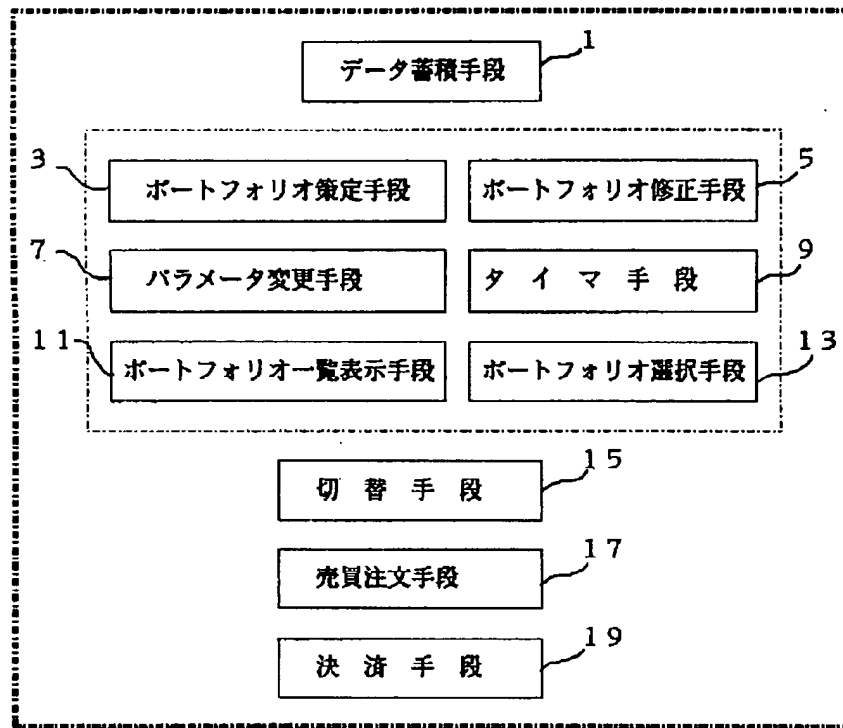 1
データ蓄積手段
3
ポートフォリオ策定手段
ポートフォリオ修正手段
5
7
パラメータ変更手段
タ イ マ 手 段
9
11
ポートフォリオ一覧表示手段
ポートフォリオ選択手段
13
切 替 手 段
15
売買注文手段
17
決 済 手 段
19